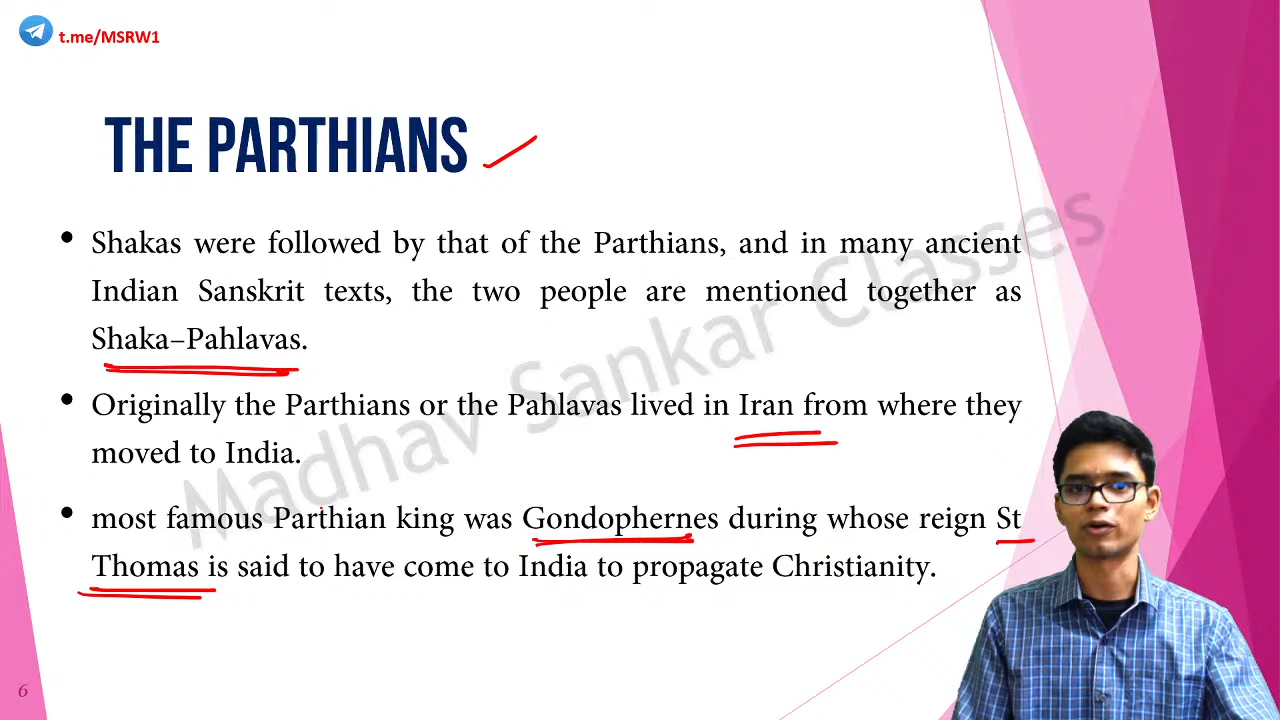 t.me/MSRW1
THE PARTHIANS
• Shakas were followed by that of the Parthians, and in many ancient
Indian Sanskrit texts, the two people are mentioned together as
Shaka–Pahlavas.
• Originally the Parthians or the Pahlavas lived in Iran from where they
moved to India.
• most famous Parthian king was Gondophernes during whose reign St
Thomas is said to have come to India to propagate Christianity.
Madhav Sankar Classes
6